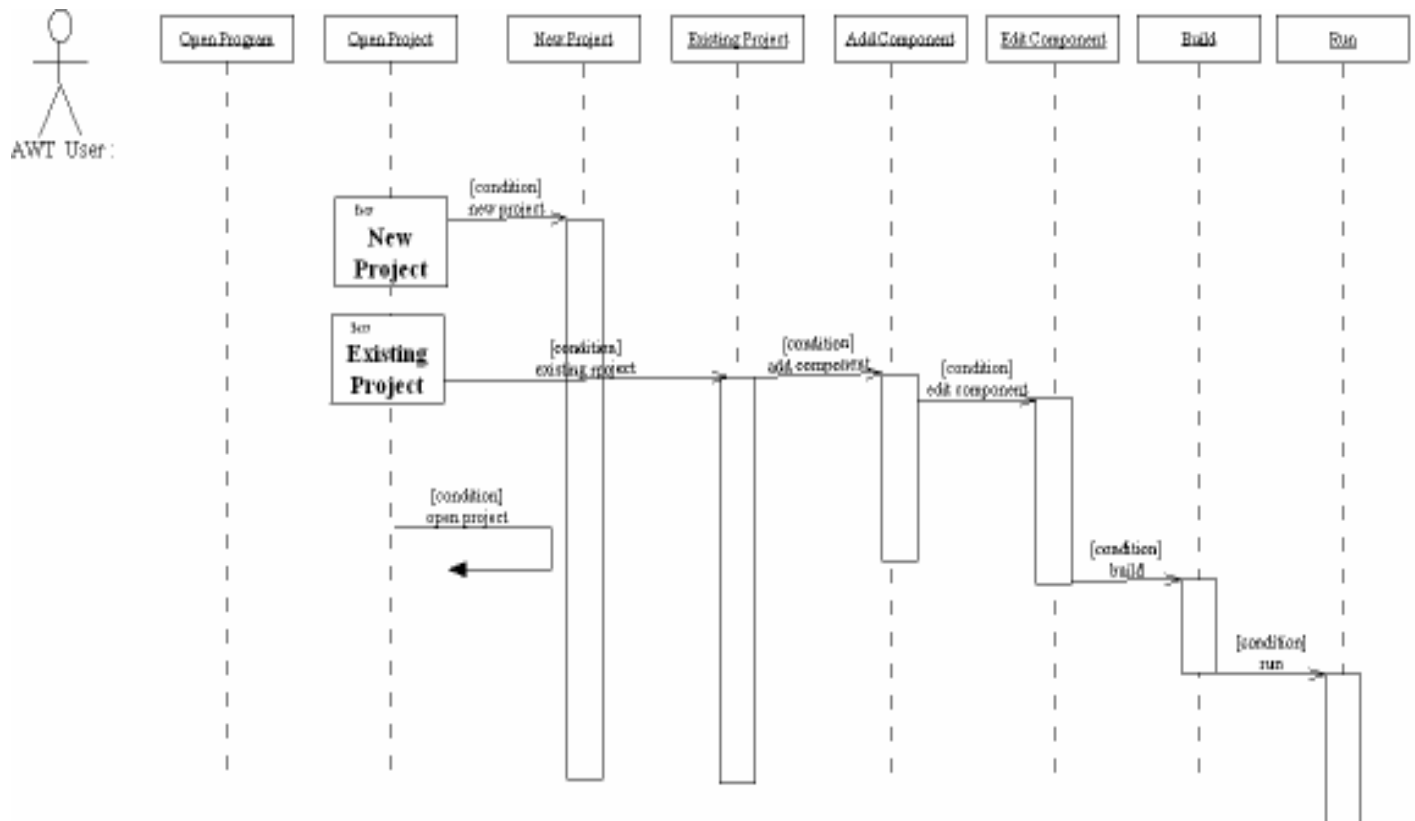 Open Program
Open Project
New Project
Existing Project
Add Component
Edit Component
Build
Run
AWT User :
[condition]
new project
New
Project
Existing
Project
[condition]
existing project
[condition]
add component
[condition]
edit component
[condition]
open project
[condition]
build
[condition]
run